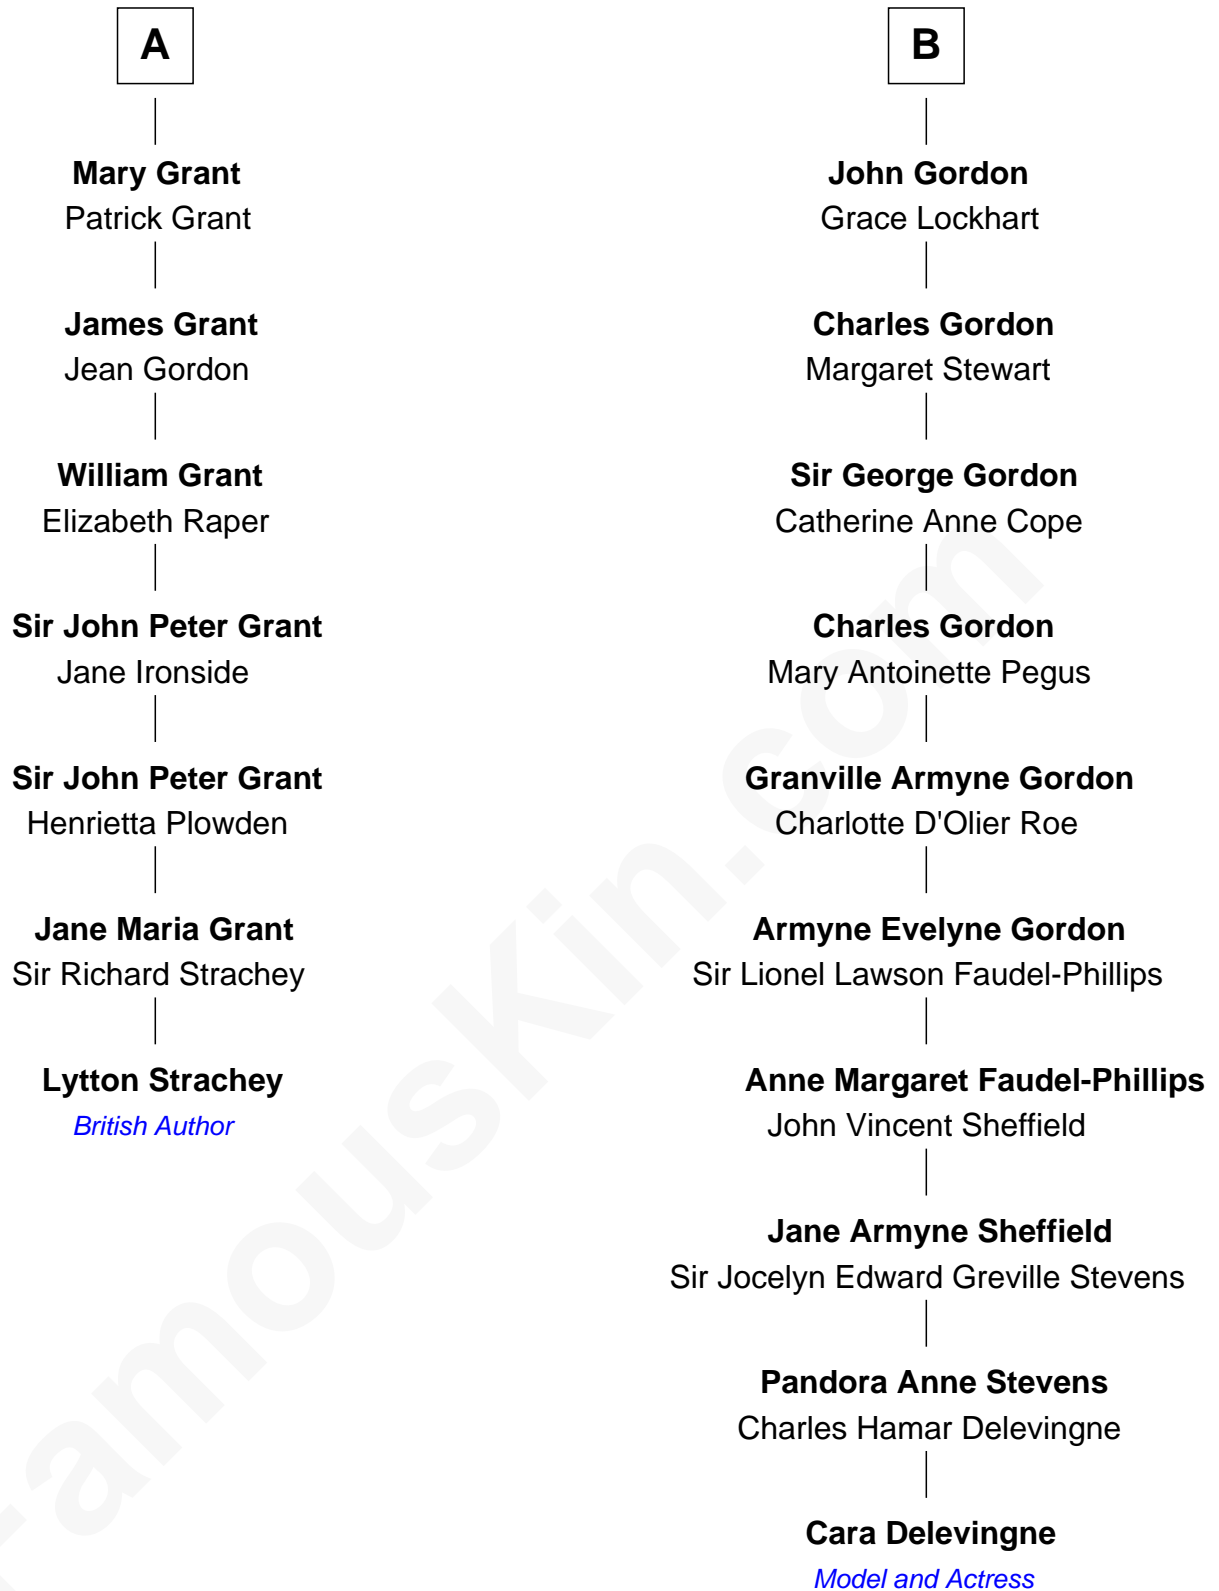 A
Mary Grant
Patrick Grant
James Grant
Jean Gordon
William Grant
Elizabeth Raper
Sir John Peter Grant
Jane Ironside
Sir John Peter Grant
Henrietta Plowden
Jane Maria Grant
Sir Richard Strachey
Lytton Strachey
British Author
B
John Gordon
Grace Lockhart
Charles Gordon
Margaret Stewart
Sir George Gordon
Catherine Anne Cope
Charles Gordon
Mary Antoinette Pegus
Granville Armyne Gordon
Charlotte D'Olier Roe
Armyne Evelyne Gordon
Sir Lionel Lawson Faudel-Phillips
Anne Margaret Faudel-Phillips
John Vincent Sheffield
Jane Armyne Sheffield
Sir Jocelyn Edward Greville Stevens
Pandora Anne Stevens
Charles Hamar Delevingne
Cara Delevingne
Model and Actress
FamousKin.com